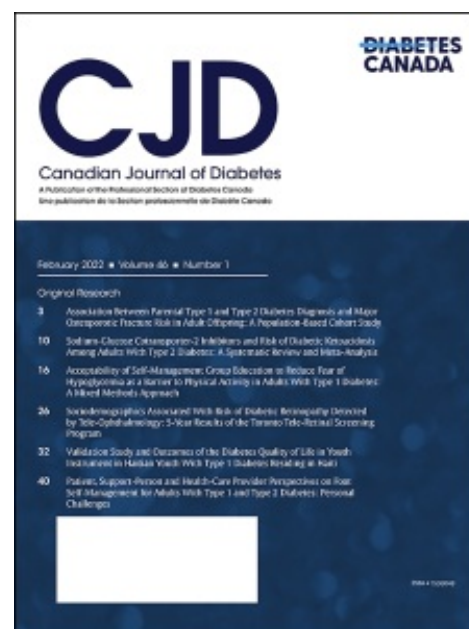 DIABETES
CANADA
CJD
Canadian Journal of Diabetes
A Publication of the Professional Section of Diabetes Canada
Une publication de la Section professionnelle de Diabète Canada
February 2022 ● Volume 46 ● Number 1
Original Research
3 Association Between Parental Type 1 and Type 2 Diabetes Diagnosis and Major
Osteoporotic Fracture Risk in Adult Offspring: A Population-Based Cohort Study
10 Sodium-Glucose Cotransporter-2 Inhibitors and Risk of Diabetic Ketoacidosis
Among Adults With Type 2 Diabetes: A Systematic Review and Meta-Analysis
16 Acceptability of Self-Management Group Education to Reduce Fear of
Hypoglycemia as a Barrier to Physical Activity in Adults With Type 1 Diabetes:
A Mixed Methods Approach
26 Sociodemographics Associated With Risk of Diabetic Retinopathy Detected
by Tele-Ophthalmology: 5-Year Results of the Toronto Tele-Retinal Screening
Program
32 Validation Study and Outcomes of the Diabetes Quality of Life in Youth
Instrument in Haitian Youth With Type 1 Diabetes Residing in Haiti
40 Patient, Support-Person and Health-Care Provider Perspectives on Foot
Self-Management for Adults With Type 1 and Type 2 Diabetes: Personal
Challenges